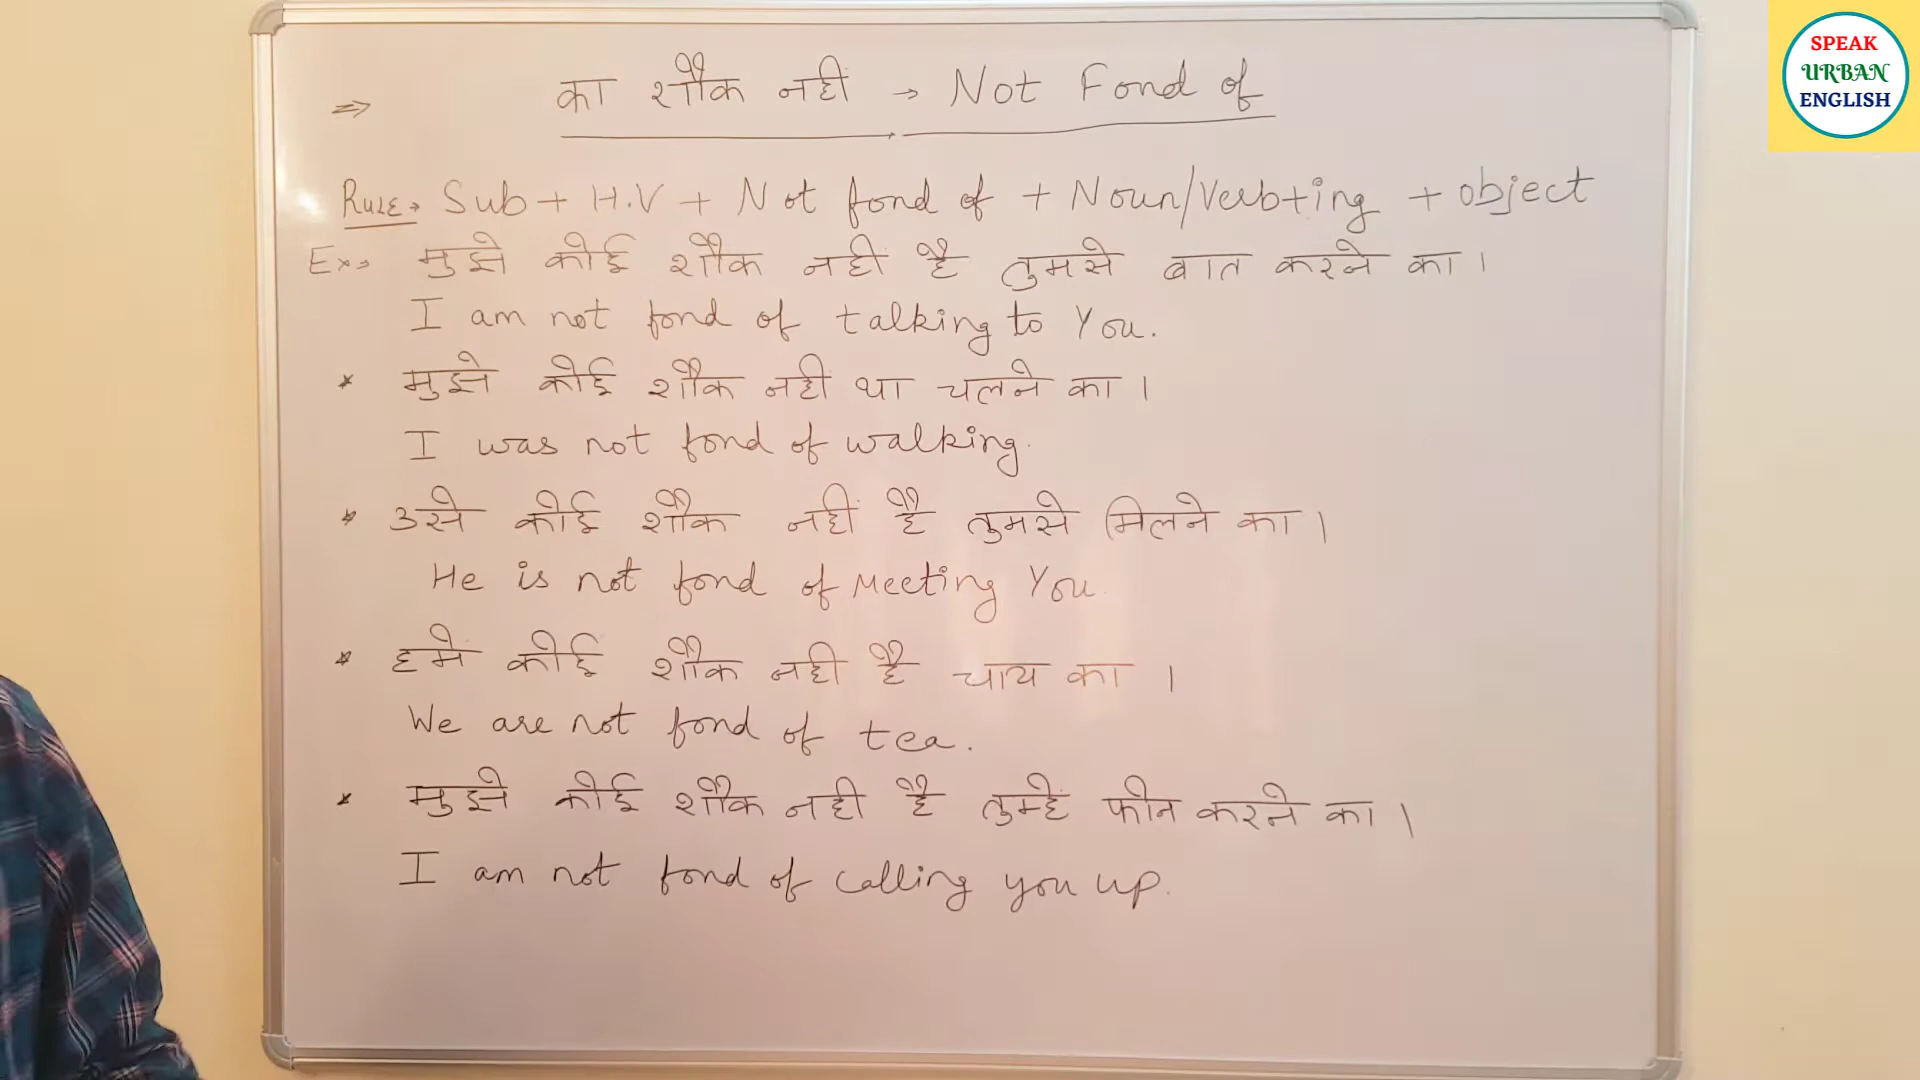 SPEAK
URBAN
ENGLISH
⇒ का शौक नही → Not Fond of
Rule→ Sub + H.V + Not fond of + Noun/Verb+ing + object
Ex→ मुझे कोई शौक नही है तुमसे बात करने का।
I am not fond of talking to You.
* मुझे कोई शौक नही था चलने का।
I was not fond of walking.
* उसे कोई शौक नही है तुमसे मिलने का।
He is not fond of Meeting You.
* हमे कोई शौक नही है चाय का ।
We are not fond of tea.
* मुझे कोई शौक नही है तुम्हे फोन करने का।
I am not fond of calling you up.